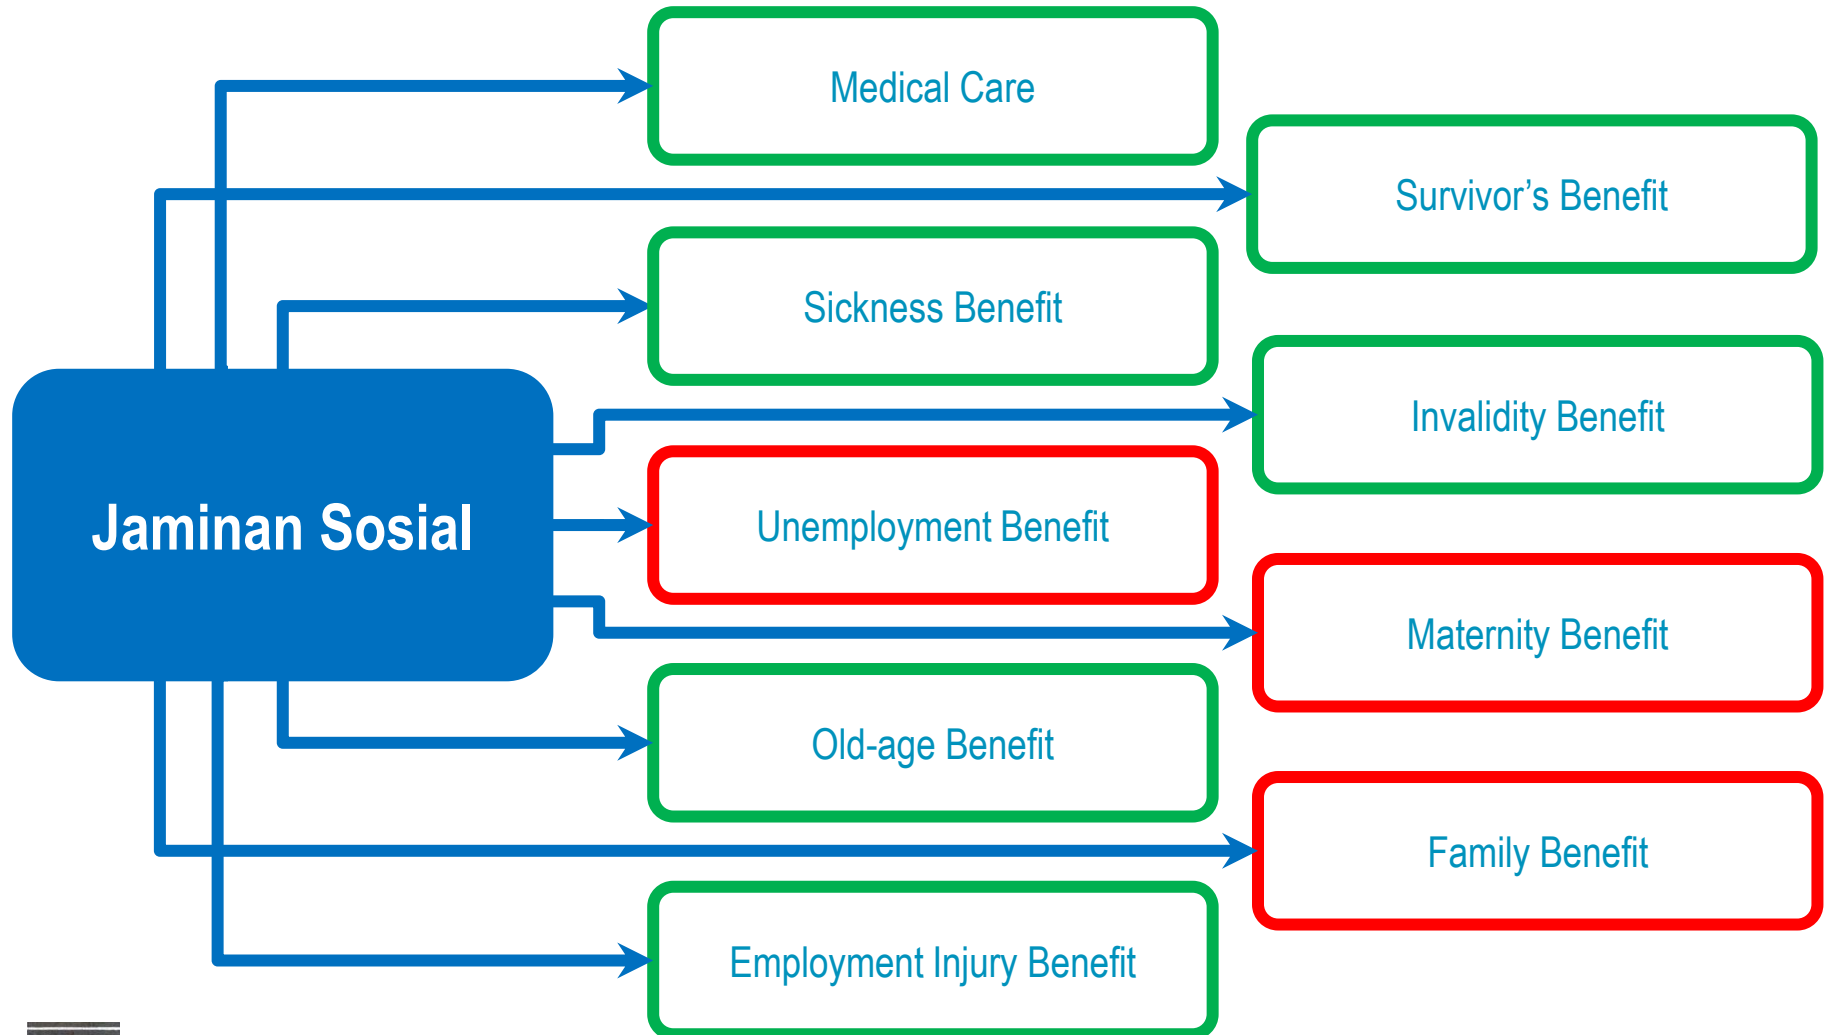 Medical Care
Survivor’s Benefit
Sickness Benefit
Invalidity Benefit
Jaminan Sosial
Unemployment Benefit
Maternity Benefit
Old-age Benefit
Family Benefit
Employment Injury Benefit